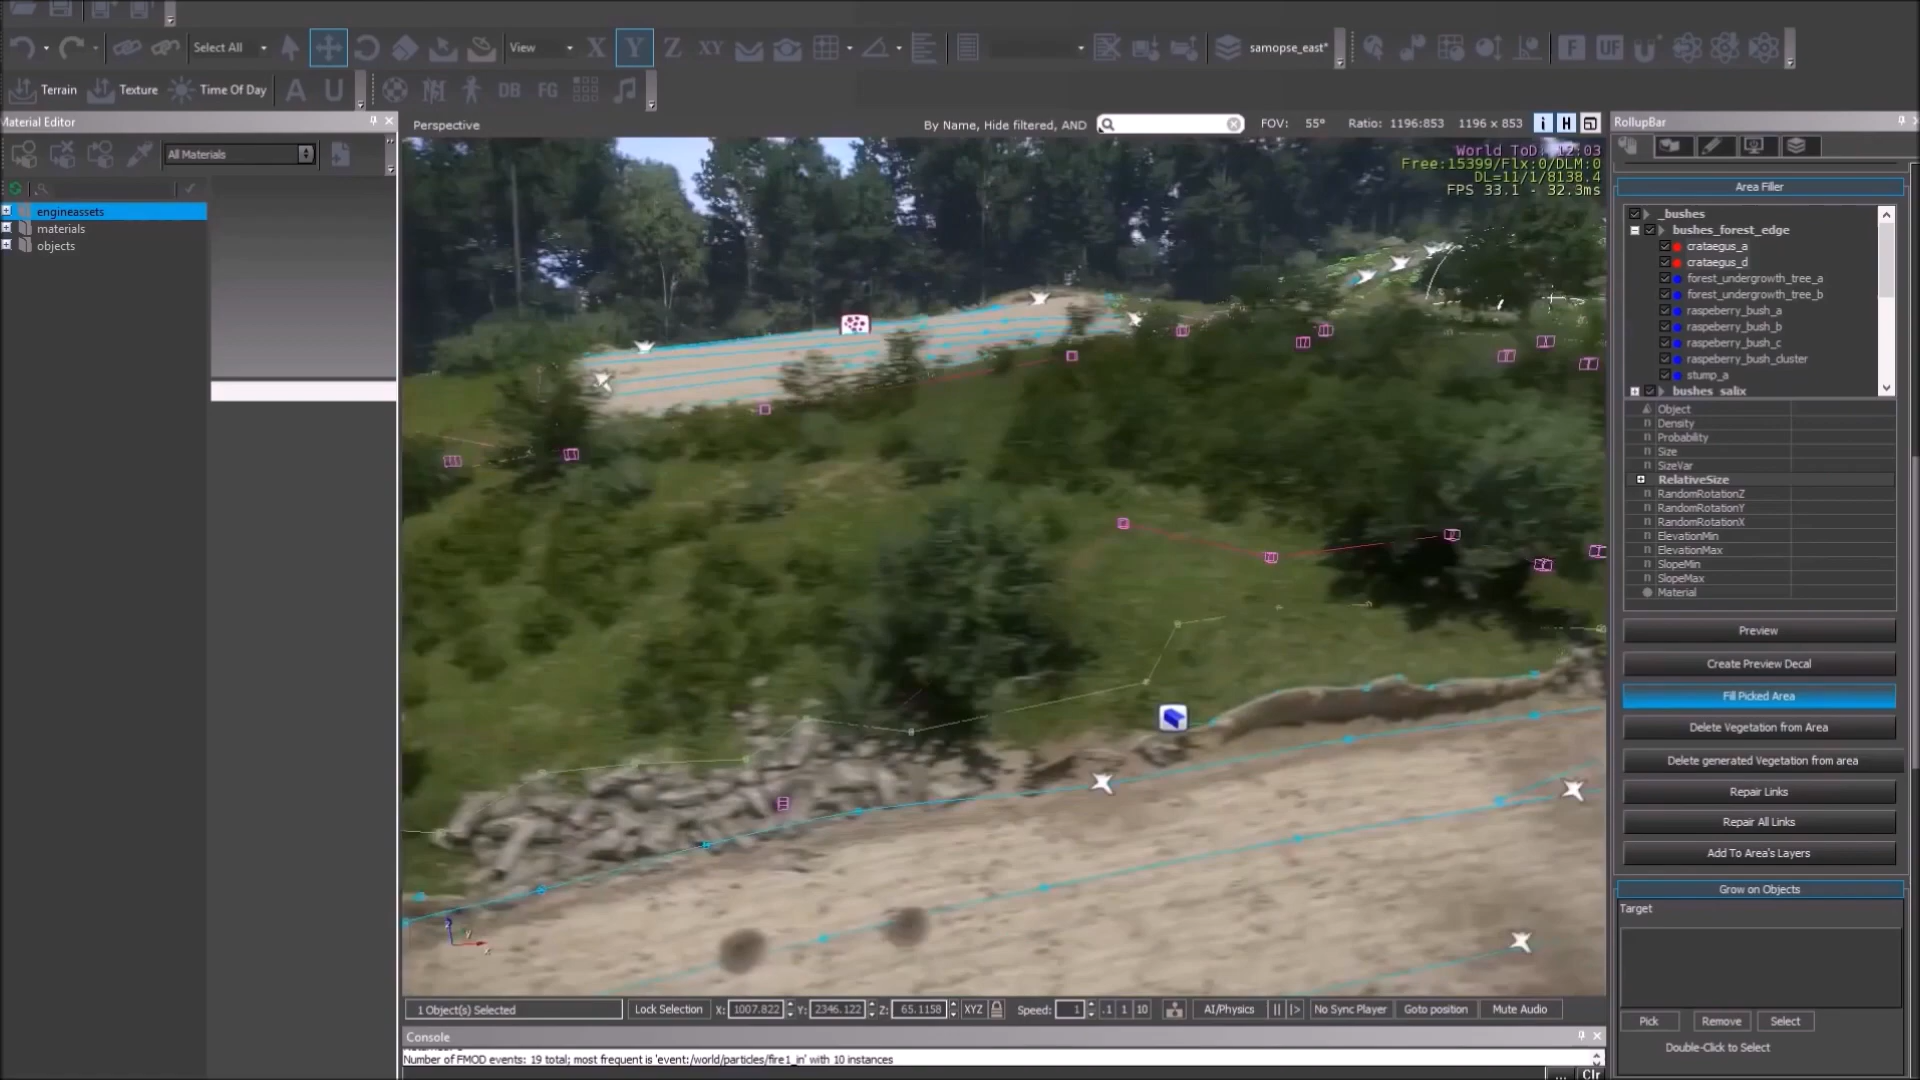 Select All
View
X
Y
Z
XY
samopse_east*
F
UF
Terrain
Texture
Time Of Day
A
U
DB
FG
Material Editor
All Materials
engineassets
materials
objects
Perspective
By Name, Hide filtered, AND
FOV: 55°
Ratio: 1196:853
1196 x 853
i
H
World ToD: 12:03
Free:15399/Flx:0/DLM:0
DL=11/1/8138.4
FPS 33.1 - 32.3ms
RollupBar
Area Filler
_bushes
bushes_forest_edge
crataegus_a
crataegus_d
forest_undergrowth_tree_a
forest_undergrowth_tree_b
raspeberry_bush_a
raspeberry_bush_b
raspeberry_bush_c
raspeberry_bush_cluster
stump_a
bushes_salix
Object
Density
Probability
Size
SizeVar
RelativeSize
RandomRotationZ
RandomRotationY
RandomRotationX
ElevationMin
ElevationMax
SlopeMin
SlopeMax
Material
Preview
Create Preview Decal
Fill Picked Area
Delete Vegetation from Area
Delete generated Vegetation from area
Repair Links
Repair All Links
Add To Area's Layers
Grow on Objects
Target
Pick
Remove
Select
Double-Click to Select
1 Object(s) Selected
Lock Selection
X: 1007.822
Y: 2346.122
Z: 65.1158
XYZ
Speed: 1
.1
1
10
AI/Physics
No Sync Player
Goto position
Mute Audio
Console
Number of FMOD events: 19 total; most frequent is 'event:/world/particles/fire1_in' with 10 instances
...
Clr